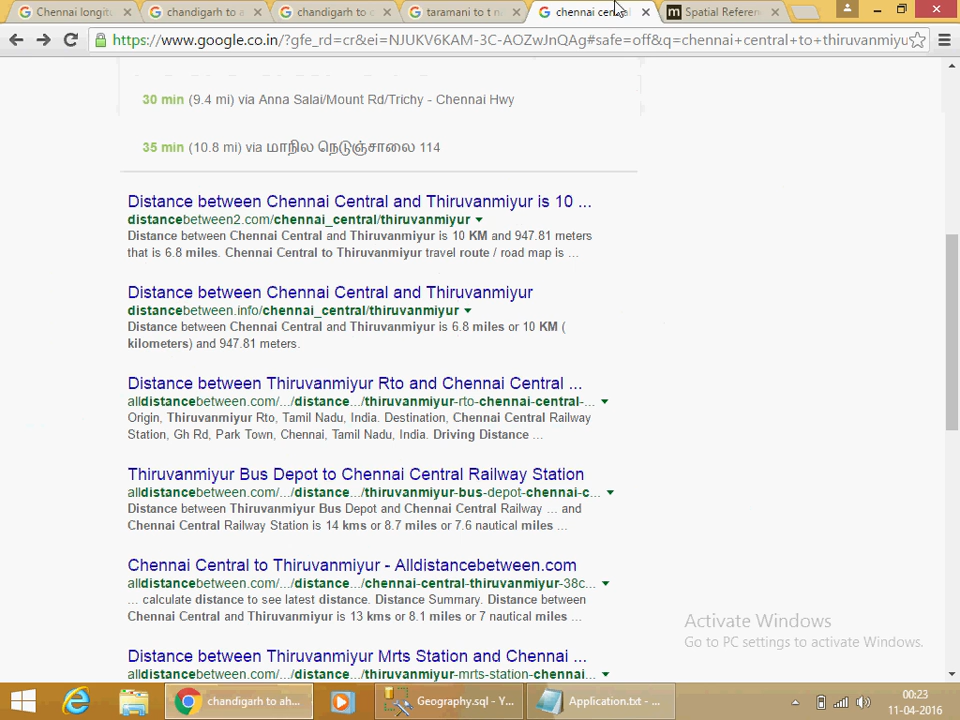 Chennai longitu
chandigarh to a
chandigarh to c
taramani to t na
chennai central
Spatial Referen
https://www.google.co.in/?gfe_rd=cr&ei=NJUKV6KAM-3C-AOZwJnQAg#safe=off&q=chennai+central+to+thiruvanmiyu
30 min (9.4 mi) via Anna Salai/Mount Rd/Trichy - Chennai Hwy
35 min (10.8 mi) via மாநில நெடுஞ்சாலை 114
Distance between Chennai Central and Thiruvanmiyur is 10 ...
distancebetween2.com/chennai_central/thiruvanmiyur
Distance between Chennai Central and Thiruvanmiyur is 10 KM and 947.81 meters
that is 6.8 miles. Chennai Central to Thiruvanmiyur travel route / road map is ...
Distance between Chennai Central and Thiruvanmiyur
distancebetween.info/chennai_central/thiruvanmiyur
Distance between Chennai Central and Thiruvanmiyur is 6.8 miles or 10 KM (
kilometers) and 947.81 meters.
Distance between Thiruvanmiyur Rto and Chennai Central ...
alldistancebetween.com/.../distance.../thiruvanmiyur-rto-chennai-central-...
Origin, Thiruvanmiyur Rto, Tamil Nadu, India. Destination, Chennai Central Railway
Station, Gh Rd, Park Town, Chennai, Tamil Nadu, India. Driving Distance ...
Thiruvanmiyur Bus Depot to Chennai Central Railway Station
alldistancebetween.com/.../distance.../thiruvanmiyur-bus-depot-chennai-c...
Distance between Thiruvanmiyur Bus Depot and Chennai Central Railway ... and
Chennai Central Railway Station is 14 kms or 8.7 miles or 7.6 nautical miles ...
Chennai Central to Thiruvanmiyur - Alldistancebetween.com
alldistancebetween.com/.../distance.../chennai-central-thiruvanmiyur-38c...
... calculate distance to see latest distance. Distance Summary. Distance between
Chennai Central and Thiruvanmiyur is 13 kms or 8.1 miles or 7 nautical miles ...
Distance between Thiruvanmiyur Mrts Station and Chennai ...
alldistancebetween.com/.../distance.../thiruvanmiyur-mrts-station-chennai...
Activate Windows
Go to PC settings to activate Windows.
chandigarh to ah...
Geography.sql - Y...
Application.txt - ...
00:23
11-04-2016